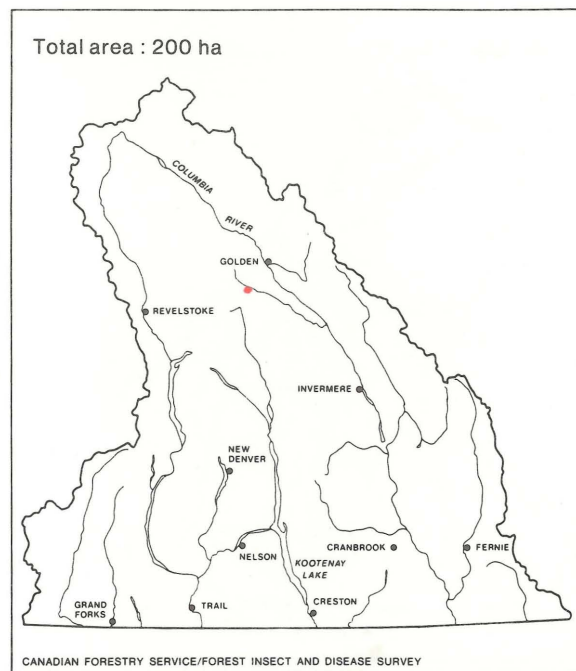 Total area : 200 ha
COLUMBIA
RIVER
GOLDEN
REVELSTOKE
INVERMERE
NEW
DENVER
NELSON
CRANBROOK
FERNIE
KOOTENAY
LAKE
GRAND
FORKS
TRAIL
CRESTON
CANADIAN FORESTRY SERVICE/FOREST INSECT AND DISEASE SURVEY